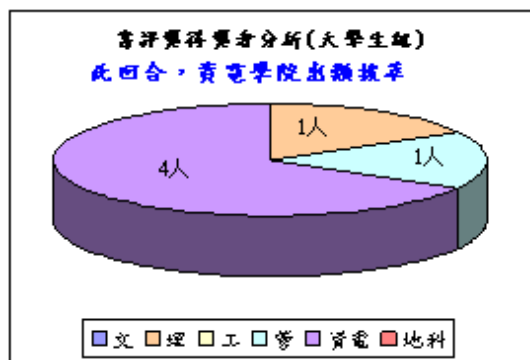 書評獎得獎者分析(大學生組)
此回合，資電學院出類拔萃
1人
1人
4人
文 理 工 管 資電 地科